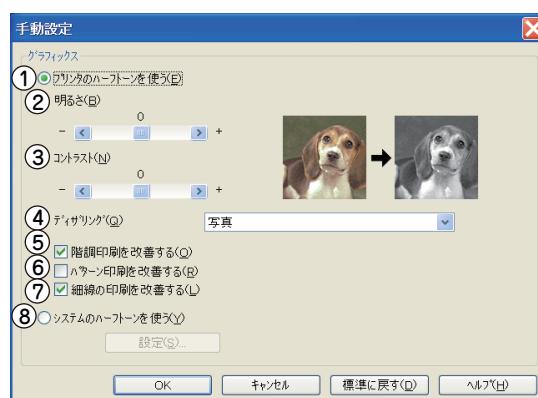 手動設定
グラフィックス
① プリンタのハーフトーンを使う(E)
② 明るさ(B)
0
- +
③ コントラスト(N)
0
- +
④ ディザリング(Q) 写真
⑤ 階調印刷を改善する(O)
⑥ パターン印刷を改善する(R)
⑦ 細線の印刷を改善する(L)
⑧ システムのハーフトーンを使う(Y)
設定(S)...
OK キャンセル 標準に戻す(D) ヘルプ(H)